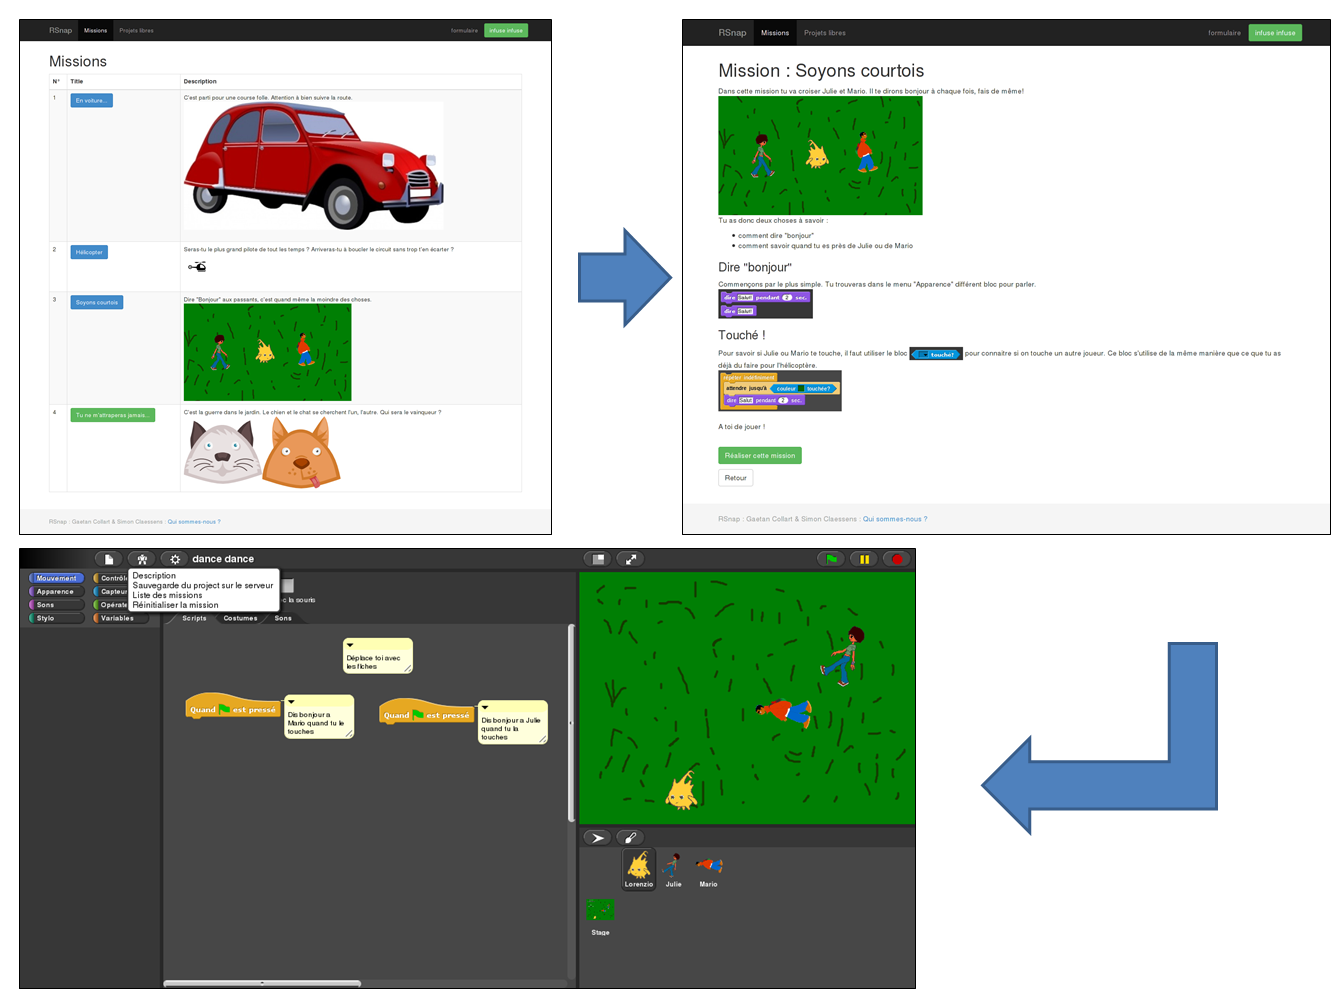 RSnap Missions Projets libres formulaire infuse infuse
Missions
N° Title Description
1 En voiture... C'est parti pour une course folle. Attention à bien suivre la route.
2 Hélicopter Seras-tu le plus grand pilote de tout les temps ? Arriveras-tu à boucler le circuit sans trop t'en écarter ?
3 Soyons courtois Dire "Bonjour" aux passants, c'est quand même la moindre des choses.
4 Tu ne m'attraperas jamais... C'est la guerre dans le jardin. Le chien et le chat se cherchent l'un, l'autre. Qui sera le vainqueur ?
RSnap : Gaetan Collart & Simon Claessens : Qui sommes-nous ?
RSnap Missions Projets libres formulaire infuse infuse
Mission : Soyons courtois
Dans cette mission tu va croiser Julie et Mario. Il te dirons bonjour à chaque fois, fais de même!
Tu as donc deux choses à savoir :
• comment dire "bonjour"
• comment savoir quand tu es près de Julie ou de Mario
Dire "bonjour"
Commençons par le plus simple. Tu trouveras dans le menu "Apparence" différent bloc pour parler.
dire Salut! pendant 2 sec.
dire Salut!
Touché !
Pour savoir si Julie ou Mario te touche, il faut utiliser le bloc touche? pour connaitre si on touche un autre joueur. Ce bloc s'utilise de la même manière que ce que tu as
déjà du faire pour l'hélicoptère.
répéter indéfiniment
attendre jusqu'à couleur touchée?
dire Salut pendant 2 sec.
A toi de jouer !
Réaliser cette mission
Retour
RSnap : Gaetan Collart & Simon Claessens : Qui sommes-nous ?
dance dance
Mouvement Contrôl
Apparence Capteur
Sons Opérate
Stylo Variables
Description
Sauvegarde du project sur le serveur
Liste des missions
Réinitialiser la mission
c la souris
Scripts Costumes Sons
Déplace toi avec
les flches
Quand est pressé
Dis bonjour a
Mario quand tu le
touches
Quand est pressé
Dis bonjour a Julie
quand tu la
touches
Lorenzio Julie Mario
Stage